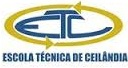 ETC
ESCOLA TÉCNICA DE CEILÂNDIA